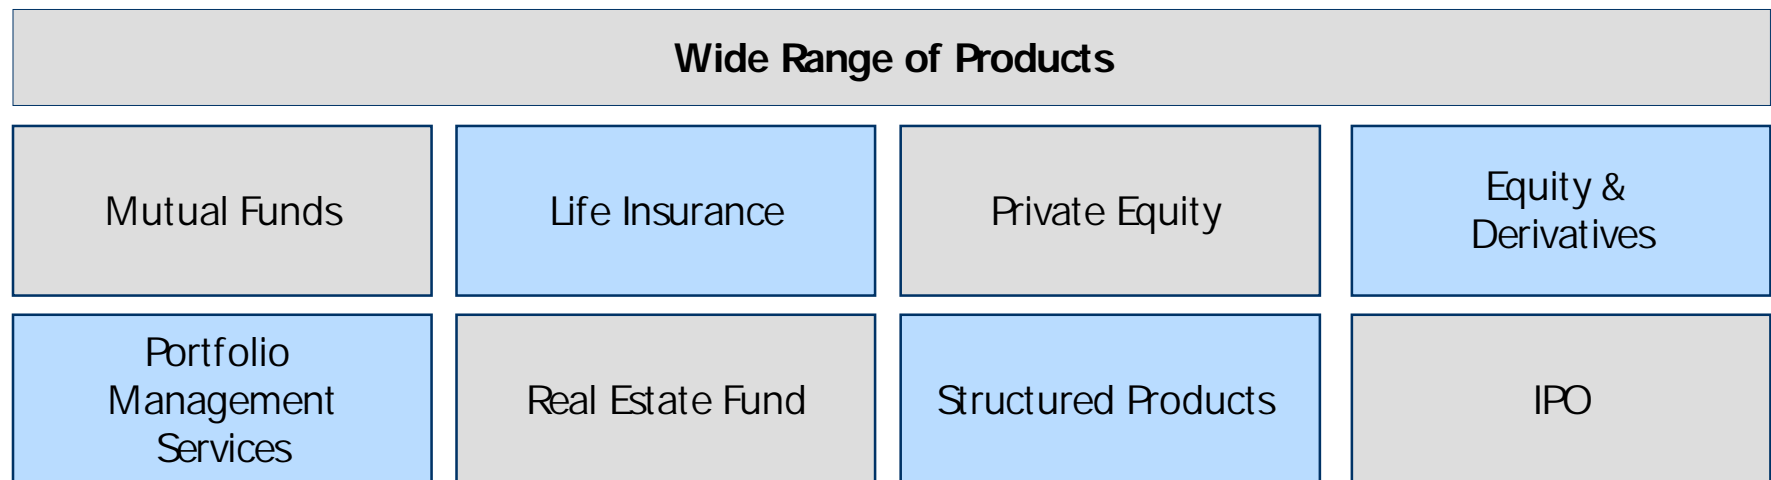 Wide Range of Products
Mutual Funds
Life Insurance
Private Equity
Equity &
Derivatives
Portfolio
Management
Services
Real Estate Fund
Structured Products
IPO